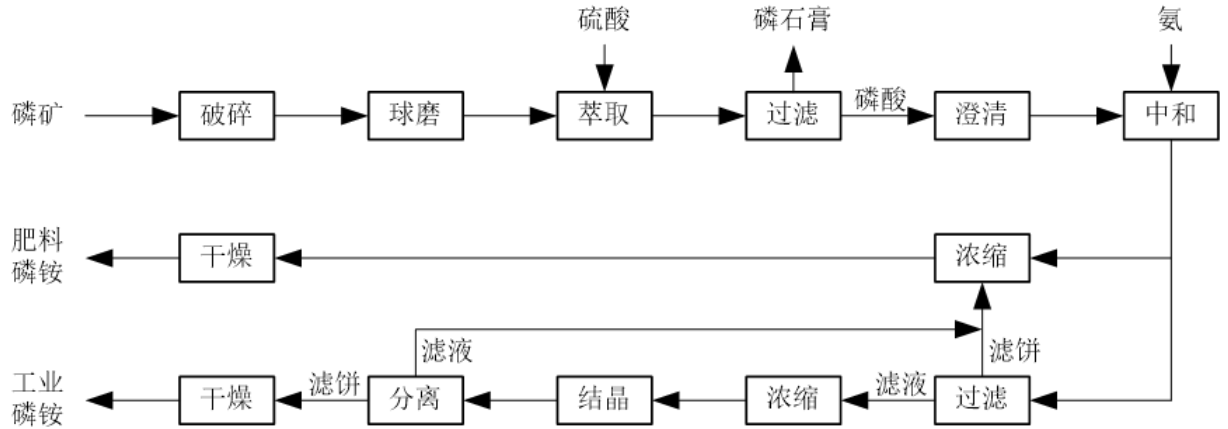 硫酸
磷石膏
氨
磷矿
破碎
球磨
萃取
过滤
磷酸
澄清
中和
肥料
磷铵
干燥
浓缩
滤液
滤饼
工业
磷铵
干燥
滤饼
分离
结晶
浓缩
滤液
过滤